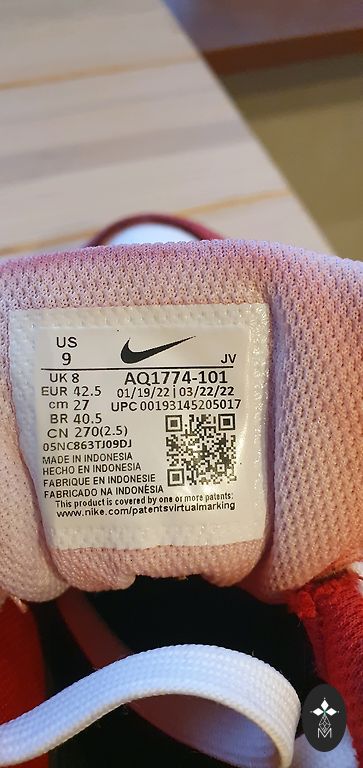 US
9
JV
UK 8 AQ1774-101
EUR 42.5 01/19/22 | 03/22/22
cm 27 UPC 00193145205017
BR 40.5
CN 270(2.5)
05NC863TJ09DJ
MADE IN INDONESIA
HECHO EN INDONESIA
FABRIQUE EN INDONESIE
FABRICADO NA INDONÉSIA
This product is covered by one or more patents:
www.nike.com/patentsvirtualmarking
M